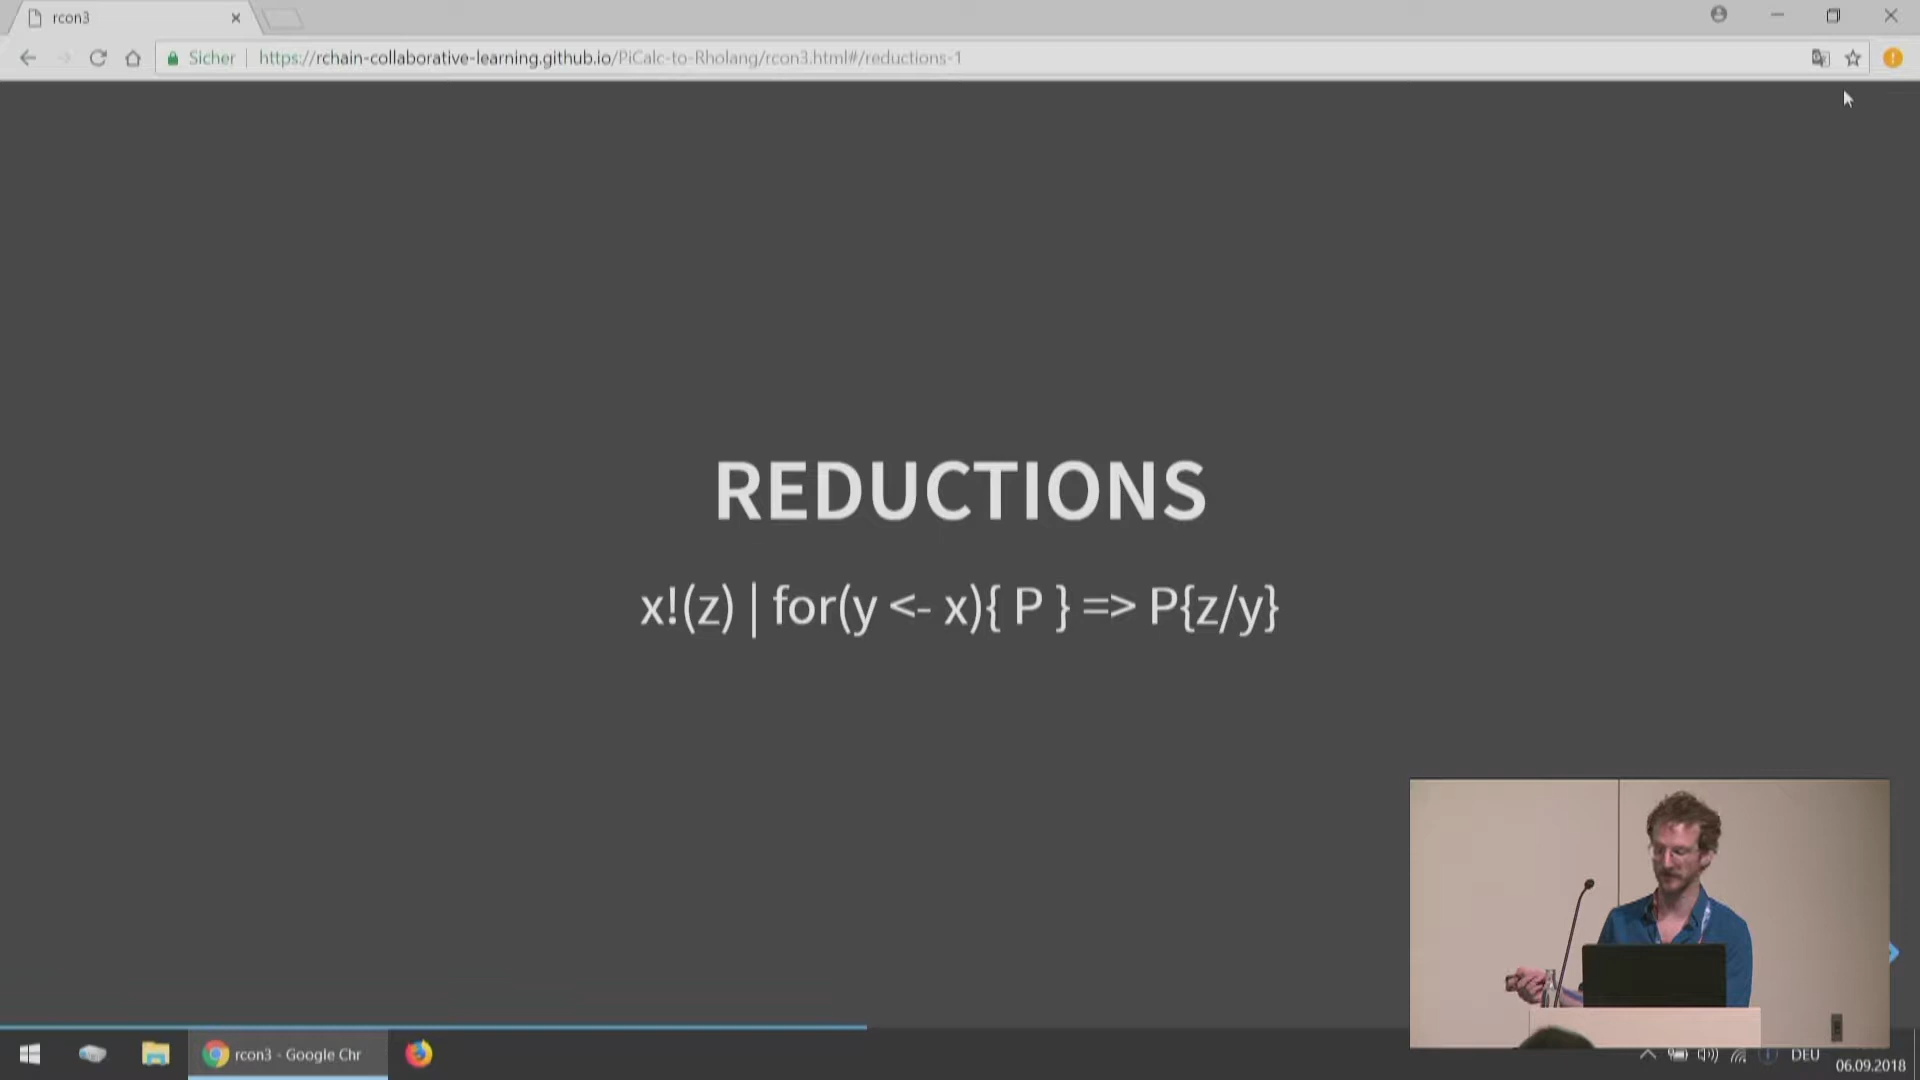 rcon3
Sicher
https://rchain-collaborative-learning.github.io/PiCalc-to-Rholang/rcon3.html#/reductions-1
REDUCTIONS
x!(z) | for(y <- x){ P } => P{z/y}
rcon3 - Google Chr
DEU
06.09.2018